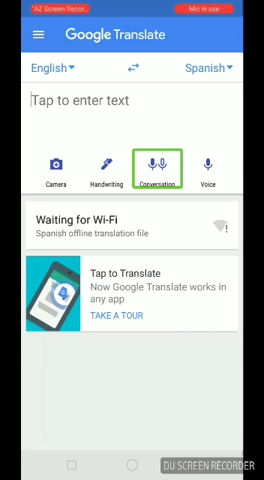 AZ Screen Recor...
Mic in use
Google Translate
English
Spanish
Tap to enter text
Camera
Handwriting
Conversation
Voice
Waiting for Wi-Fi
Spanish offline translation file
Tap to Translate
Now Google Translate works in
any app
TAKE A TOUR
DU SCREEN RECORDER